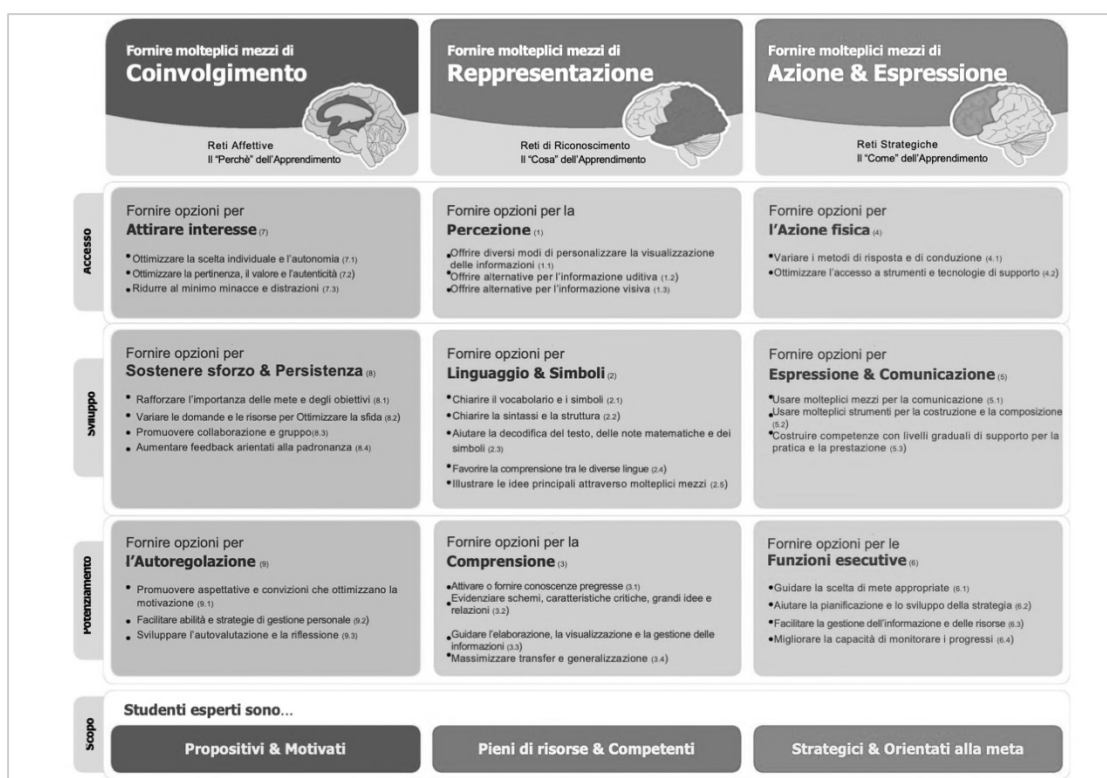 Fornire molteplici mezzi di
Coinvolgimento
Reti Affettive
Il "Perchè" dell'Apprendimento
Fornire molteplici mezzi di
Reppresentazione
Reti di Riconoscimento
Il "Cosa" dell'Apprendimento
Fornire molteplici mezzi di
Azione & Espressione
Reti Strategiche
Il "Come" dell'Apprendimento
Accesso
Fornire opzioni per
Attirare interesse (7)
• Ottimizzare la scelta individuale e l'autonomia (7.1)
• Ottimizzare la pertinenza, il valore e l'autenticità (7.2)
• Ridurre al minimo minacce e distrazioni (7.3)
Fornire opzioni per la
Percezione (1)
• Offrire diversi modi di personalizzare la visualizzazione
delle informazioni (1.1)
• Offrire alternative per l'informazione uditiva (1.2)
• Offrire alternative per l'informazione visiva (1.3)
Fornire opzioni per
l'Azione fisica (4)
• Variare i metodi di risposta e di conduzione (4.1)
• Ottimizzare l'accesso a strumenti e tecnologie di supporto (4.2)
Sviluppo
Fornire opzioni per
Sostenere sforzo & Persistenza (8)
• Rafforzare l'importanza delle mete e degli obiettivi (8.1)
• Variare le domande e le risorse per Ottimizzare la sfida (8.2)
• Promuovere collaborazione e gruppo(8.3)
• Aumentare feedback arientati alla padronanza (8.4)
Fornire opzioni per
Linguaggio & Simboli (2)
• Chiarire il vocabolario e i simboli (2.1)
• Chiarire la sintassi e la struttura (2.2)
• Aiutare la decodifica del testo, delle note matematiche e dei
simboli (2.3)
• Favorire la comprensione tra le diverse lingue (2.4)
• Illustrare le idee principali attraverso molteplici mezzi (2.5)
Fornire opzioni per
Espressione & Comunicazione (5)
• Usare molteplici mezzi per la comunicazione (5.1)
• Usare molteplici strumenti per la costruzione e la composizione
(5.2)
• Costruire competenze con livelli graduali di supporto per la
pratica e la prestazione (5.3)
Potenziamento
Fornire opzioni per
l'Autoregolazione (9)
• Promuovere aspettative e convizioni che ottimizzano la
motivazione (9.1)
• Facilitare abilità e strategie di gestione personale (9.2)
• Sviluppare l'autovalutazione e la riflessione (9.3)
Fornire opzioni per la
Comprensione (3)
• Attivare o fornire conoscenze pregresse (3.1)
• Evidenziare schemi, caratteristiche critiche, grandi idee e
relazioni (3.2)
• Guidare l'elaborazione, la visualizzazione e la gestione delle
informazioni (3.3)
• Massimizzare transfer e generalizzazione (3.4)
Fornire opzioni per le
Funzioni esecutive (6)
• Guidare la scelta di mete appropriate (6.1)
• Aiutare la pianificazione e lo sviluppo della strategia (6.2)
• Facilitare la gestione dell'informazione e delle risorse (6.3)
• Migliorare la capacità di monitorare i progressi (6.4)
Scopo
Studenti esperti sono...
Propositivi & Motivati
Pieni di risorse & Competenti
Strategici & Orientati alla meta